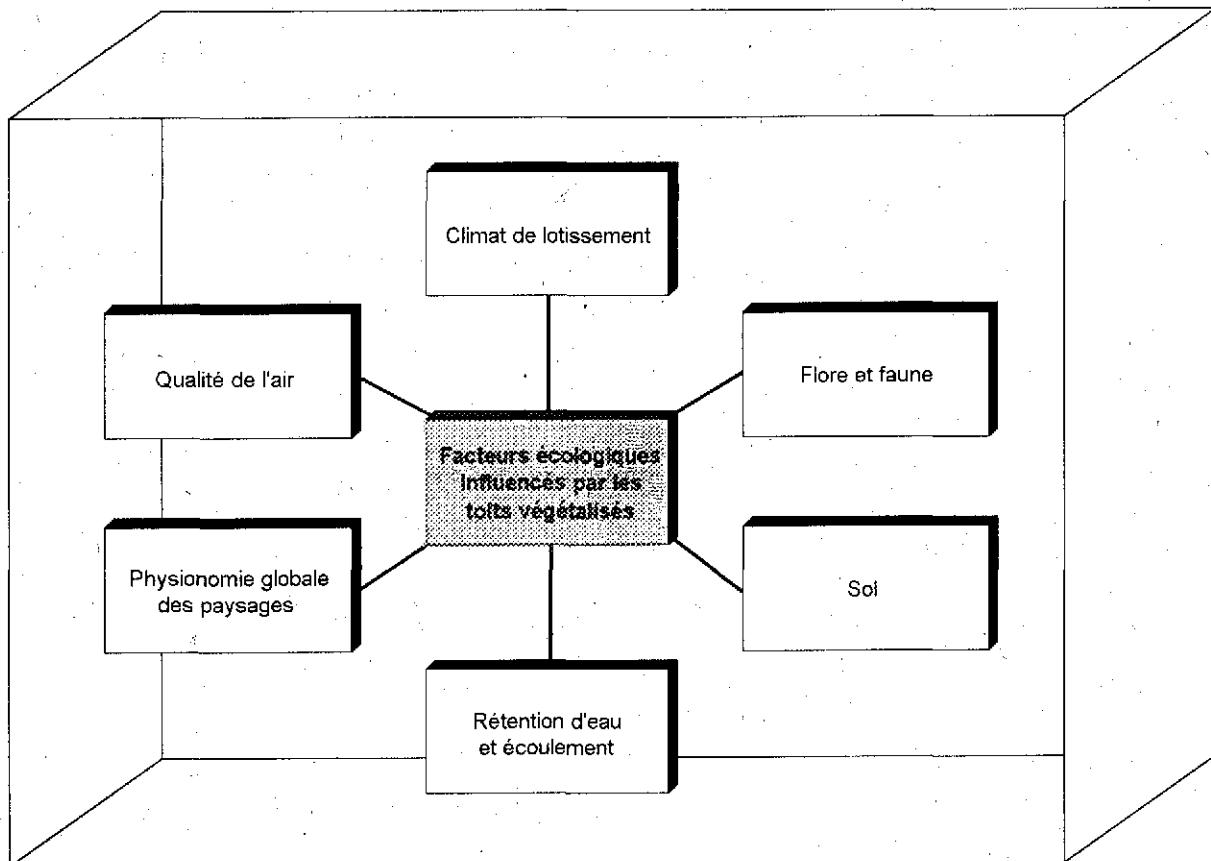 Climat de lotissement
Qualité de l'air
Flore et faune
Facteurs écologiques
influencés par les
toits végétalisés
Physionomie globale
des paysages
Sol
Rétention d'eau
et écoulement